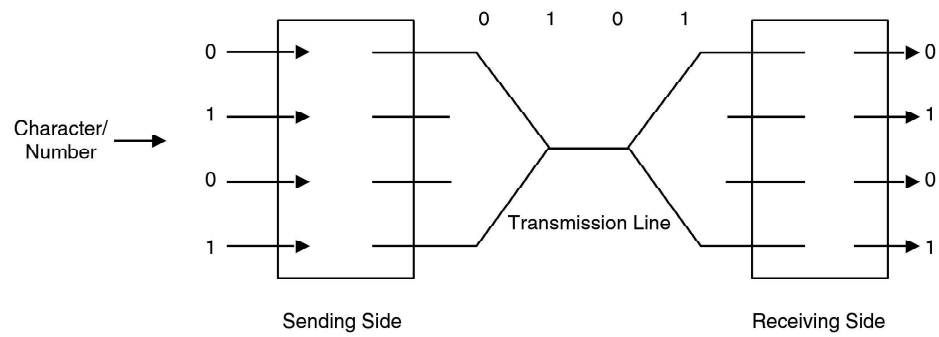 0 1 0 1
0 0
1 1
Character/
Number
0 0
1 1
Transmission Line
Sending Side Receiving Side